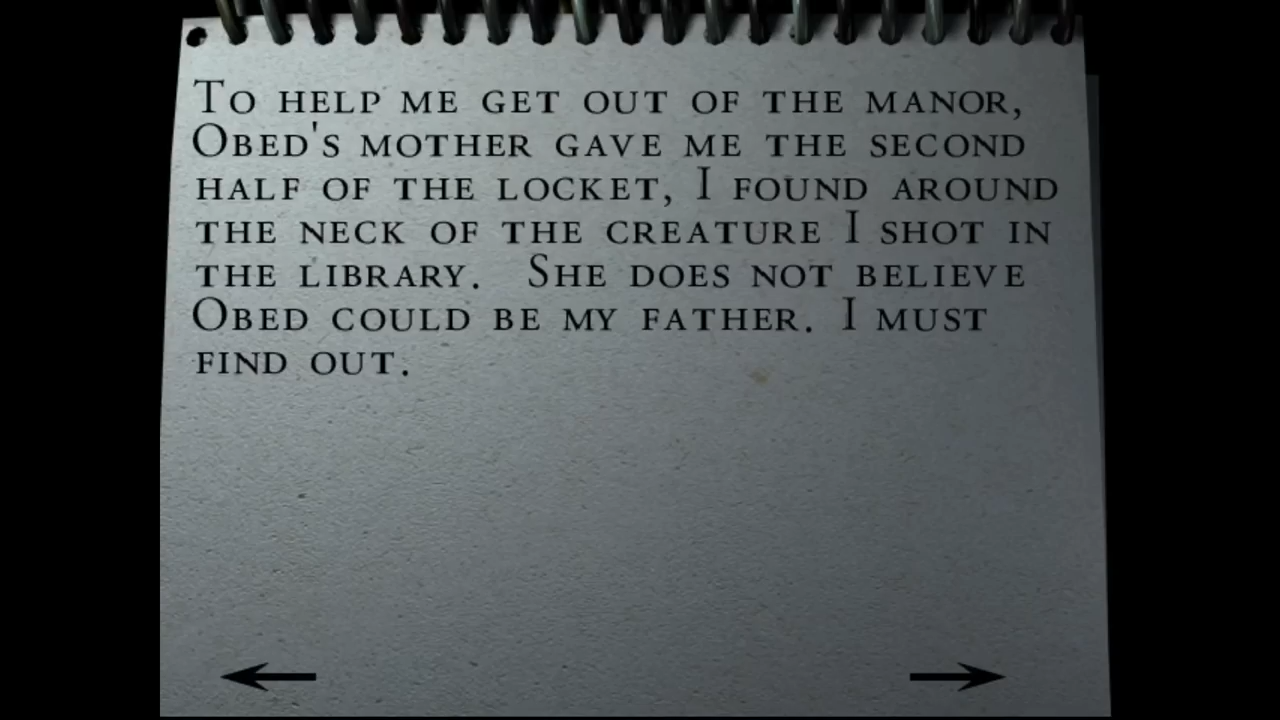 To help me get out of the manor,
Obed's mother gave me the second
half of the locket, I found around
the neck of the creature I shot in
the library. She does not believe
Obed could be my father. I must
find out.